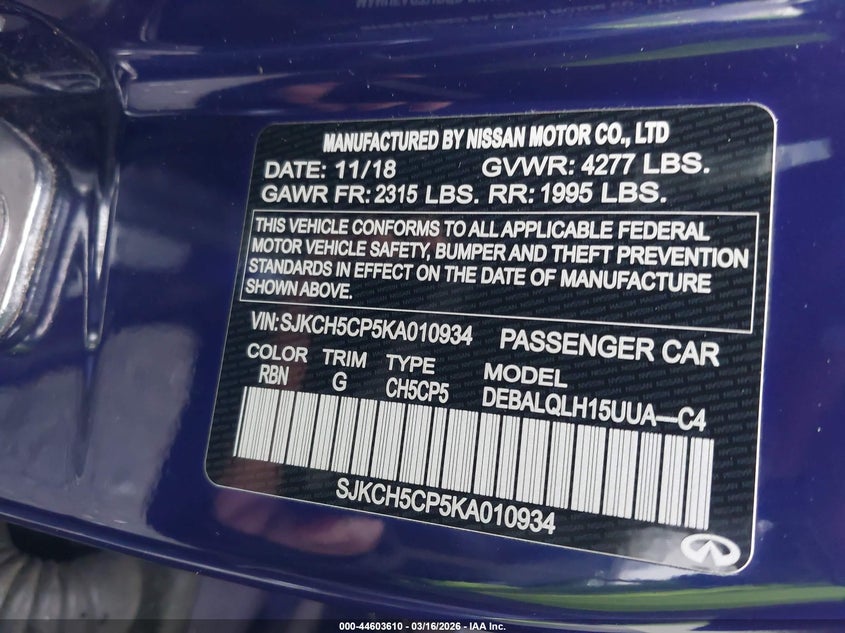 MANUFACTURED BY NISSAN MOTOR CO., LTD
DATE: 11/18 GVWR: 4277 LBS.
GAWR FR: 2315 LBS. RR: 1995 LBS.
THIS VEHICLE CONFORMS TO ALL APPLICABLE FEDERAL
MOTOR VEHICLE SAFETY, BUMPER AND THEFT PREVENTION
STANDARDS IN EFFECT ON THE DATE OF MANUFACTURE
SHOWN ABOVE.
VIN:SJKCH5CP5KA010934 PASSENGER CAR
COLOR TRIM TYPE MODEL
RBN G CH5CP5 DEBALQLH15UUA—C4
SJKCH5CP5KA010934
000-44603610 - 03/16/2026 - IAA Inc.